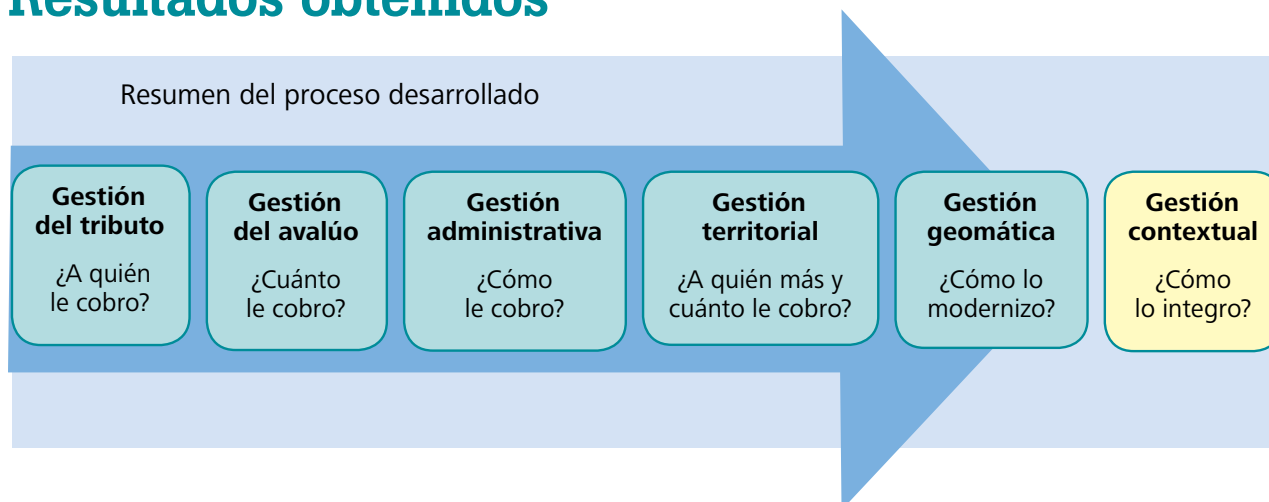 Resultados obtenidos
Resumen del proceso desarrollado
Gestión
del tributo
¿A quién
le cobro?
Gestión
del avalúo
¿Cuánto
le cobro?
Gestión
administrativa
¿Cómo
le cobro?
Gestión
territorial
¿A quién más y
cuánto le cobro?
Gestión
geomática
¿Cómo lo
modernizo?
Gestión
contextual
¿Cómo
lo integro?